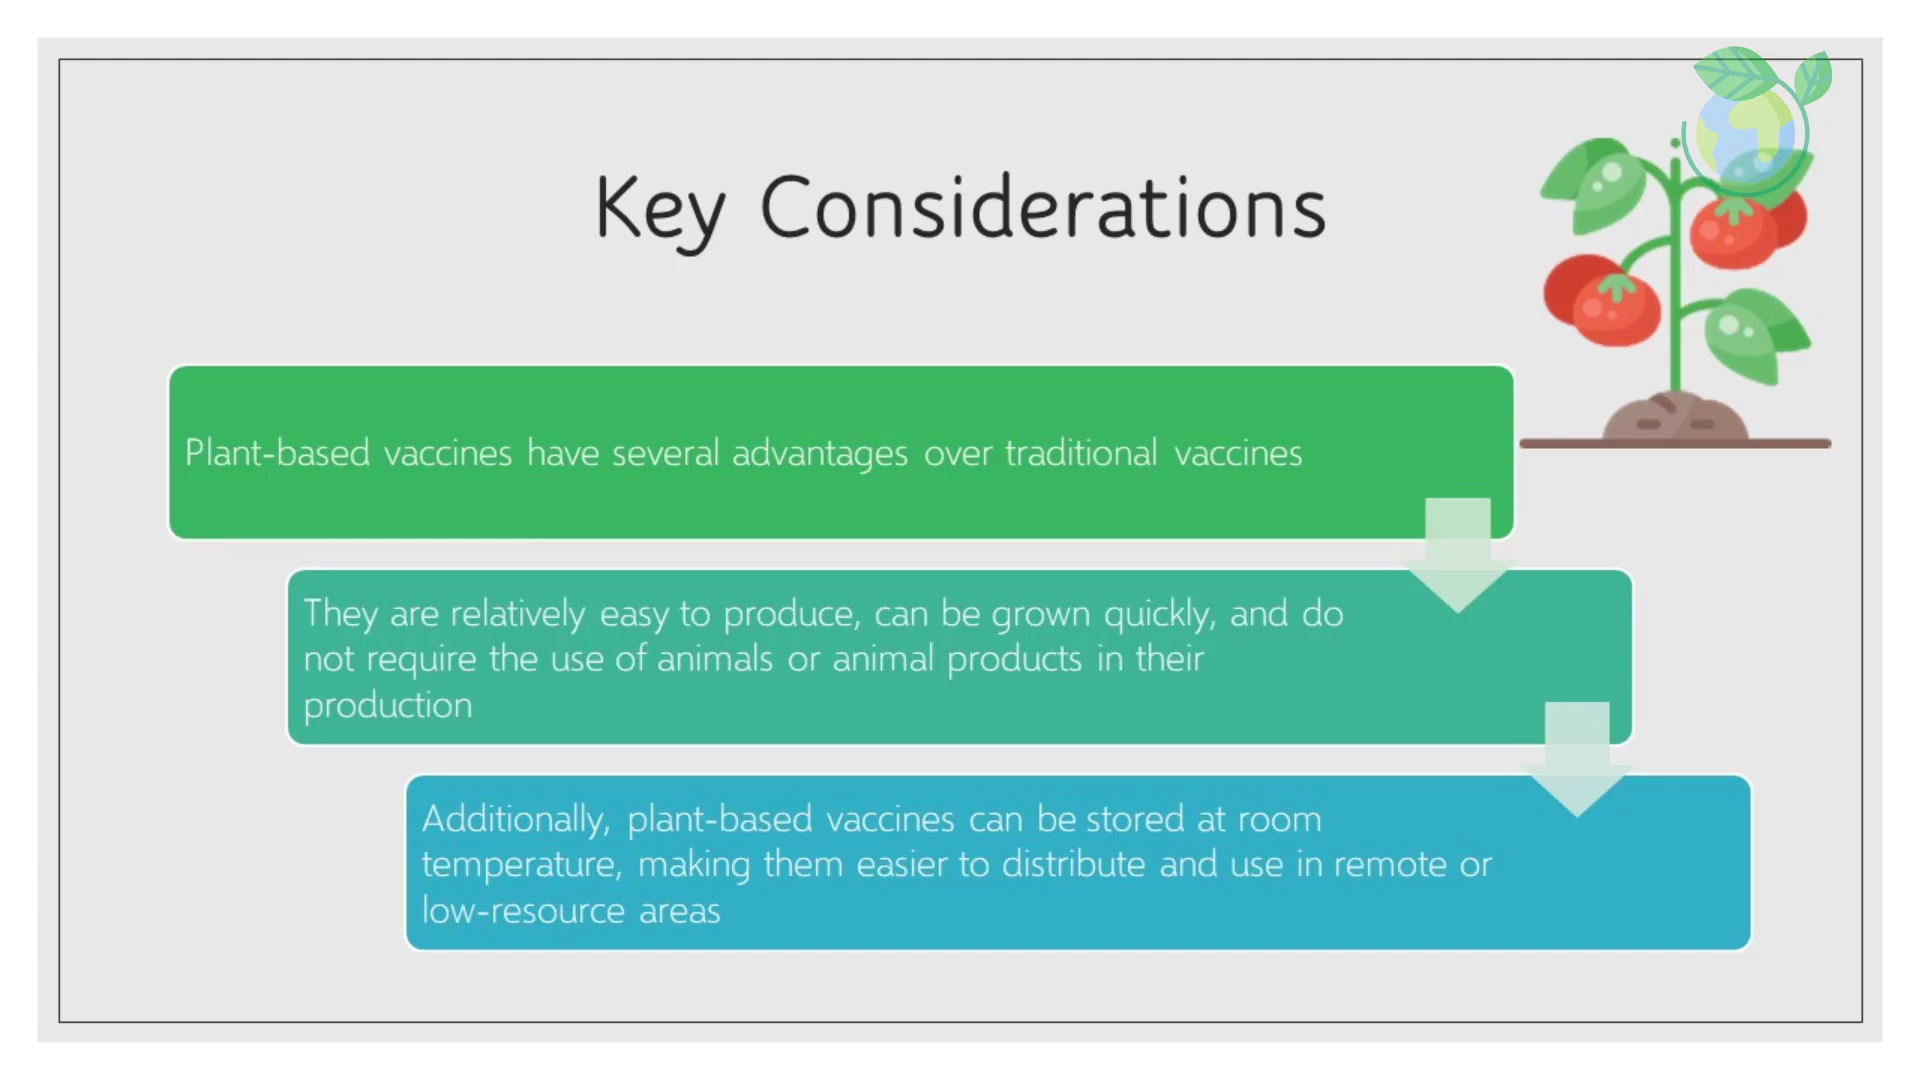 Key Considerations
Plant-based vaccines have several advantages over traditional vaccines
They are relatively easy to produce, can be grown quickly, and do
not require the use of animals or animal products in their
production
Additionally, plant-based vaccines can be stored at room
temperature, making them easier to distribute and use in remote or
low-resource areas